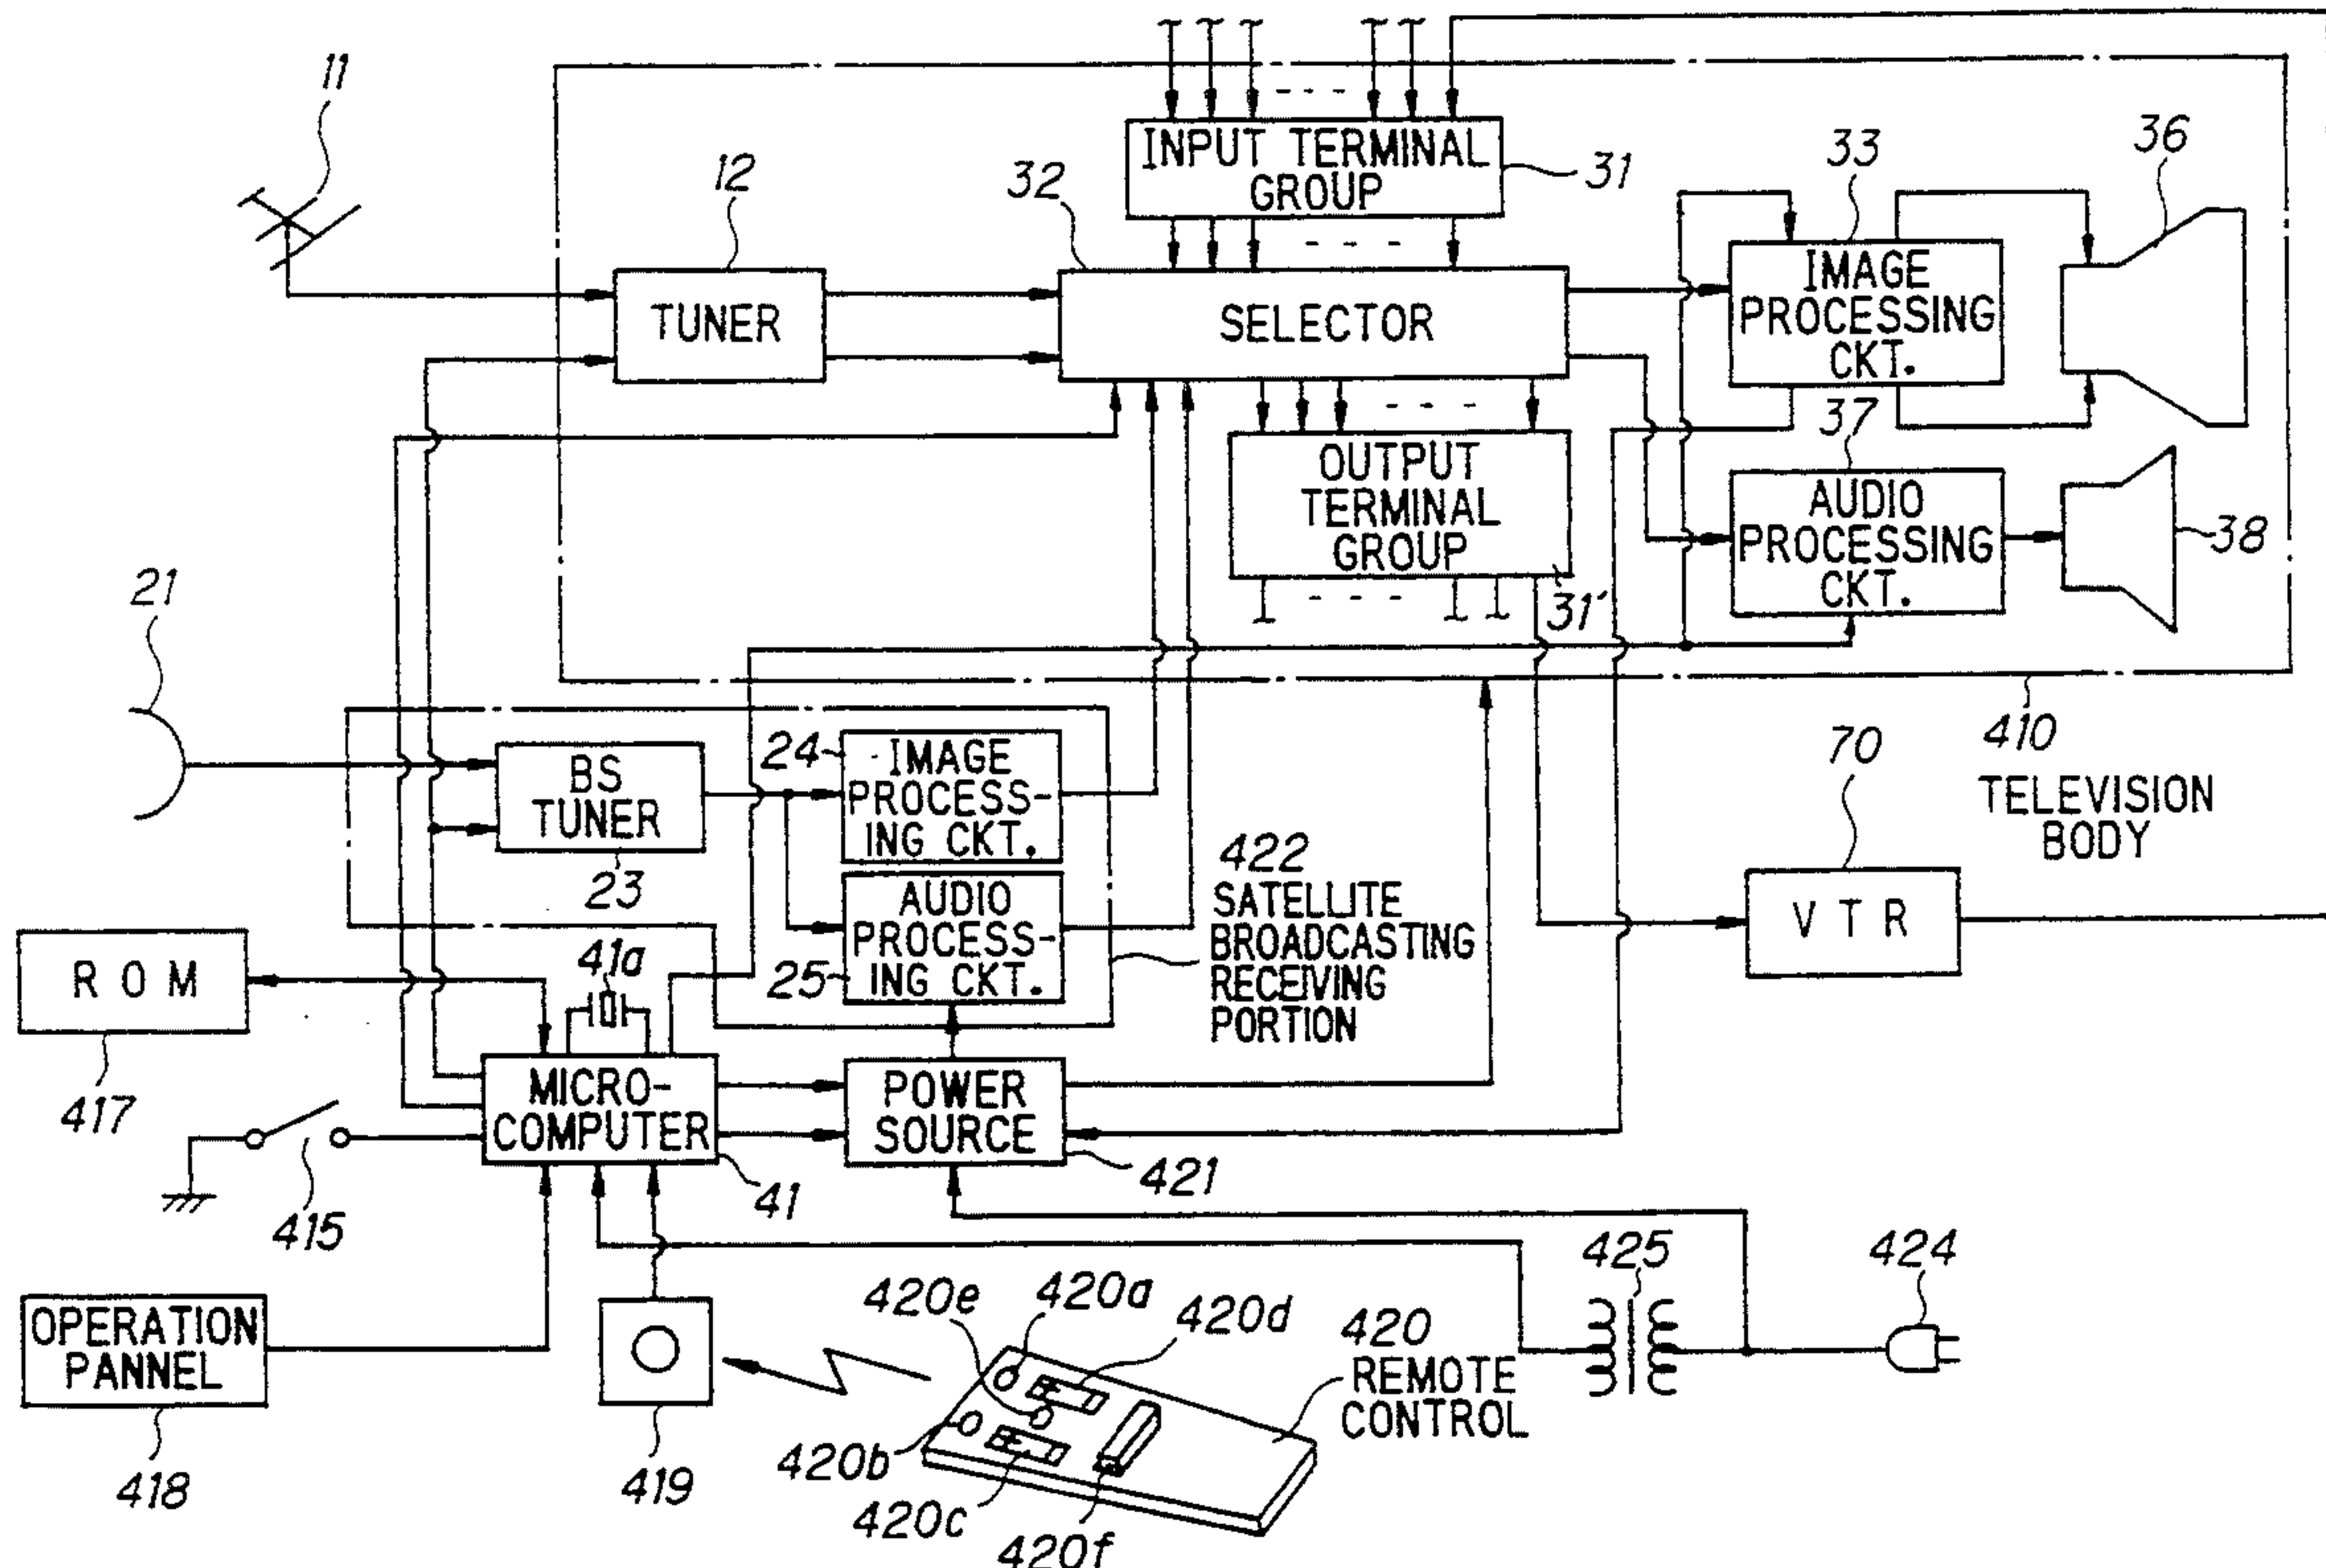 11
12
TUNER
32
INPUT TERMINAL
GROUP
31
SELECTOR
33
IMAGE
PROCESSING
CKT.
36
OUTPUT
TERMINAL
GROUP
31'
37
AUDIO
PROCESSING
CKT.
38
410
TELEVISION
BODY
21
BS
TUNER
23
24
IMAGE
PROCESS-
ING CKT.
25
AUDIO
PROCESS-
ING CKT.
422
SATELLITE
BROADCASTING
RECEIVING
PORTION
70
VTR
ROM
417
41a
MICRO-
COMPUTER
41
POWER
SOURCE
421
415
OPERATION
PANNEL
418
419
420e
420a
420d
420
REMOTE
CONTROL
420b
420c
420f
425
424